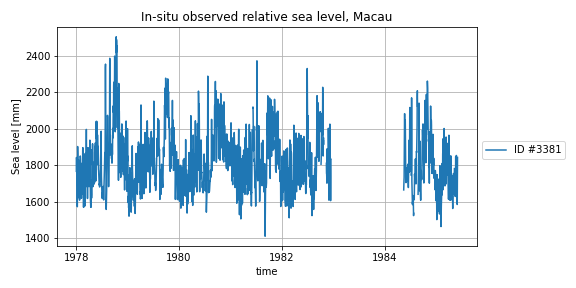 In-situ observed relative sea level, Macau
Sea level [mm]
2400
2200
2000
1800
1600
1400
1978
1980
1982
1984
time
ID #3381